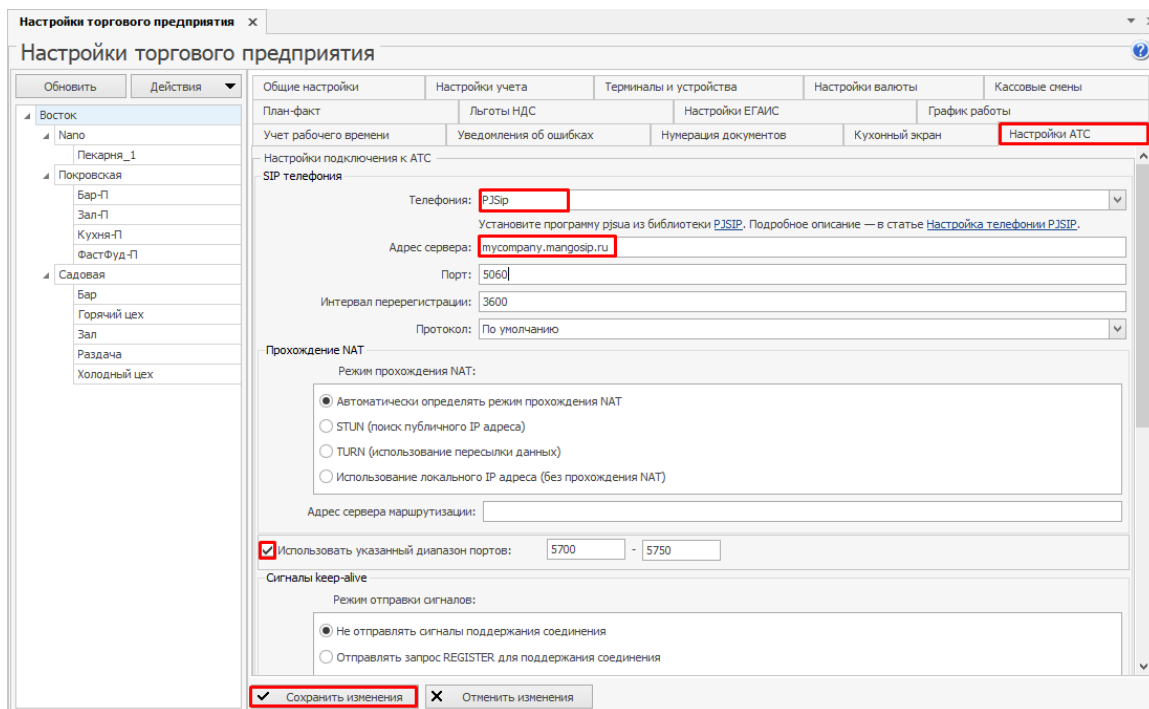 Настройки торгового предприятия
Настройки торгового предприятия
Обновить Действия
Восток
Nano
Пекарня_1
Покровская
Бар-П
Зал-П
Кухня-П
ФастФуд-П
Садовая
Бар
Горячий цех
Зал
Раздача
Холодный цех
Общие настройки Настройки учета Терминалы и устройства Настройки валюты Кассовые смены
План-факт Льготы НДС Настройки ЕГАИС График работы
Учет рабочего времени Уведомления об ошибках Нумерация документов Кухонный экран Настройки АТС
Настройки подключения к АТС
SIP телефония
Телефония: PJSip
Установите программу pjsua из библиотеки PJSIP. Подробное описание — в статье Настройка телефонии PJSIP.
Адрес сервера: mycompany.mangosip.ru
Порт: 5060
Интервал перерегистрации: 3600
Протокол: По умолчанию
Прохождение NAT
Режим прохождения NAT:
Автоматически определять режим прохождения NAT
STUN (поиск публичного IP адреса)
TURN (использование пересылки данных)
Использование локального IP адреса (без прохождения NAT)
Адрес сервера маршрутизации:
Использовать указанный диапазон портов: 5700 - 5750
Сигналы keep-alive
Режим отправки сигналов:
Не отправлять сигналы поддержания соединения
Отправлять запрос REGISTER для поддержания соединения
Сохранить изменения Отменить изменения